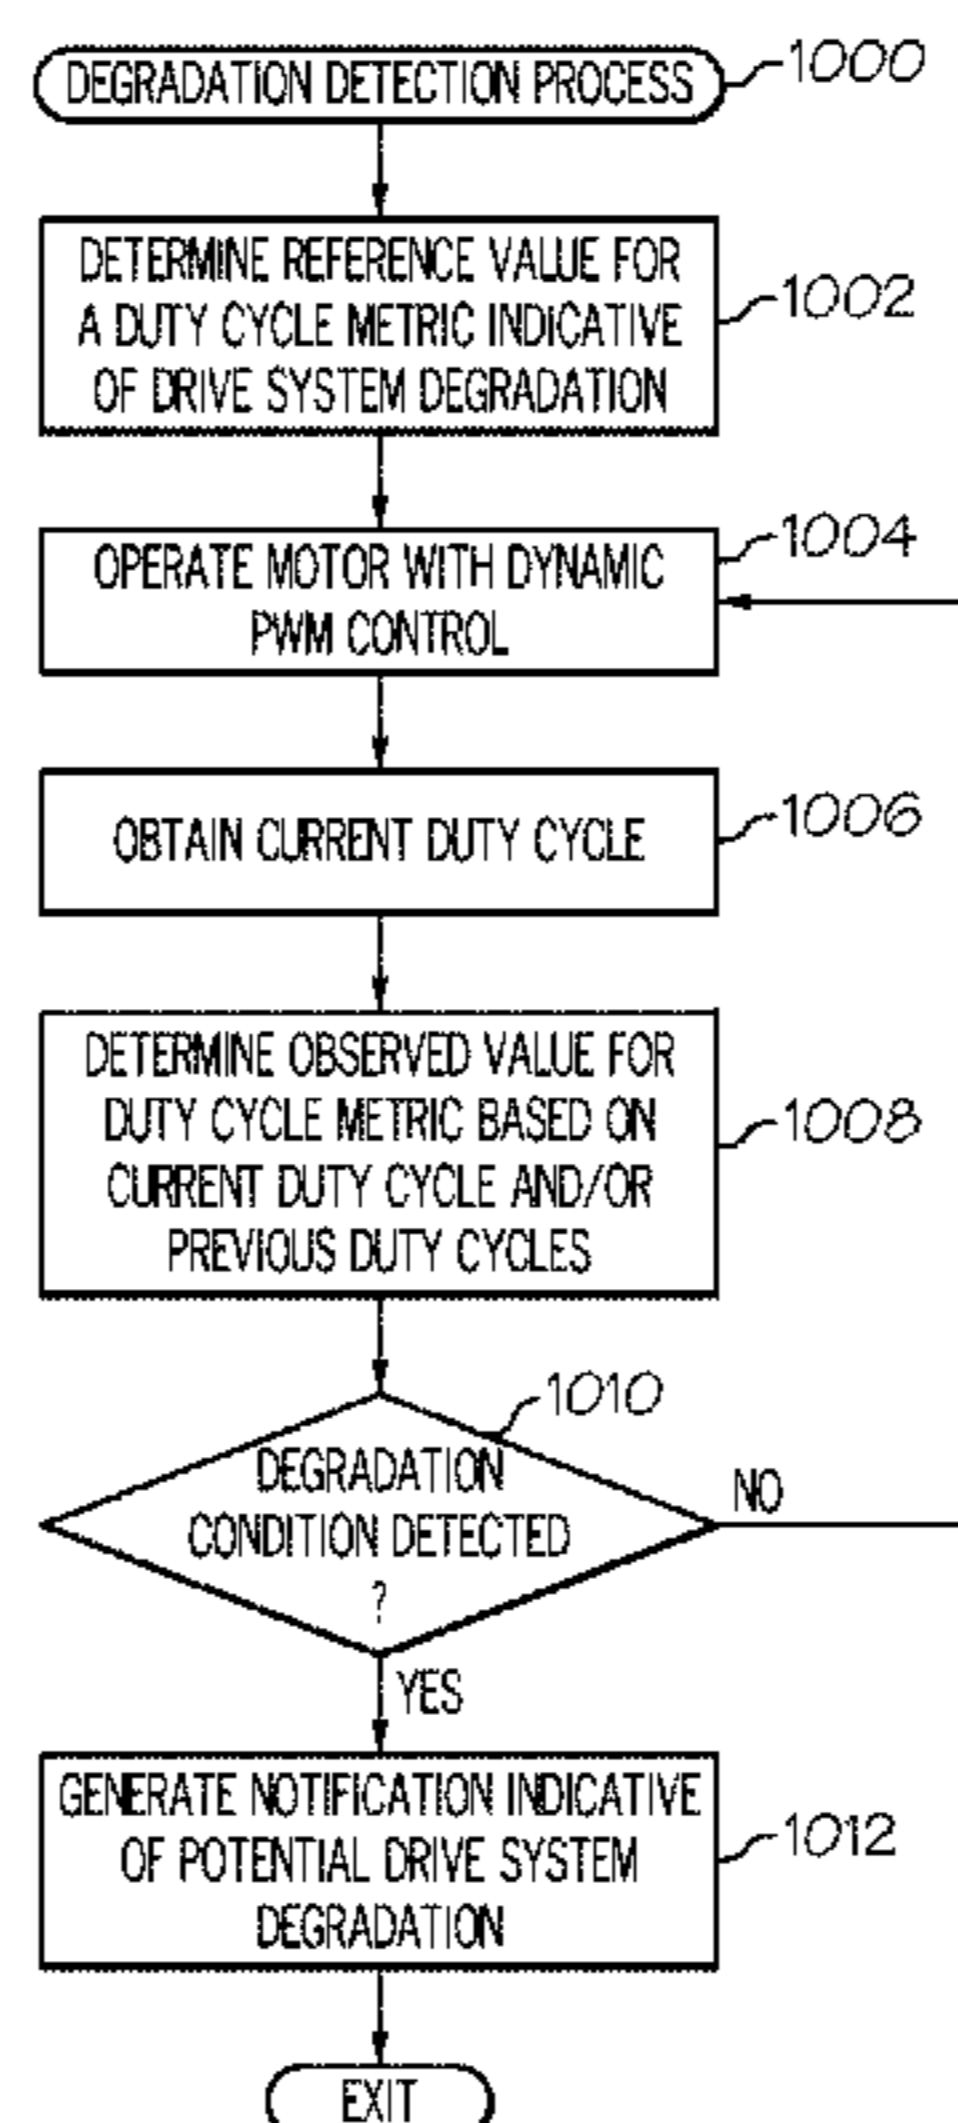 DEGRADATION DETECTION PROCESS
1000
DETERMINE REFERENCE VALUE FOR
A DUTY CYCLE METRIC INDICATIVE
OF DRIVE SYSTEM DEGRADATION
1002
OPERATE MOTOR WITH DYNAMIC
PWM CONTROL
1004
OBTAIN CURRENT DUTY CYCLE
1006
DETERMINE OBSERVED VALUE FOR
DUTY CYCLE METRIC BASED ON
CURRENT DUTY CYCLE AND/OR
PREVIOUS DUTY CYCLES
1008
1010
DEGRADATION
CONDITION DETECTED
?
NO
YES
GENERATE NOTIFICATION INDICATIVE
OF POTENTIAL DRIVE SYSTEM
DEGRADATION
1012
EXIT